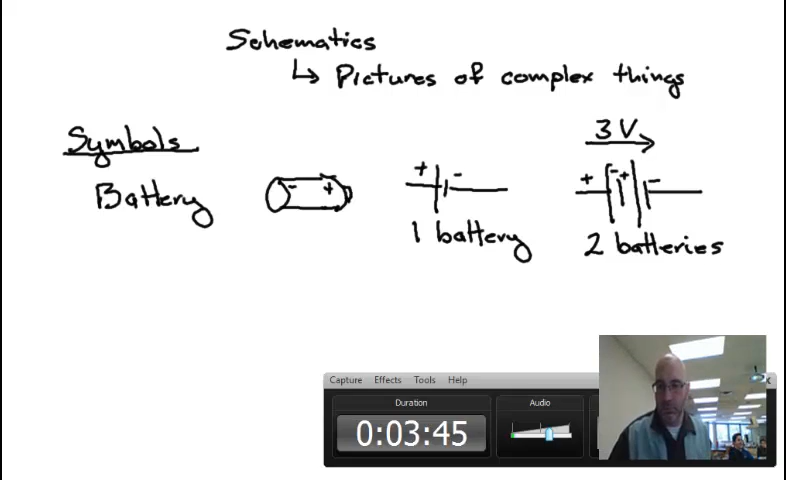 Schematics
↳ Pictures of complex things
Symbols
3 V
Battery
- +
+ -
+ - + -
1 battery
2 batteries
Capture Effects Tools Help
Duration
Audio
0:03:45